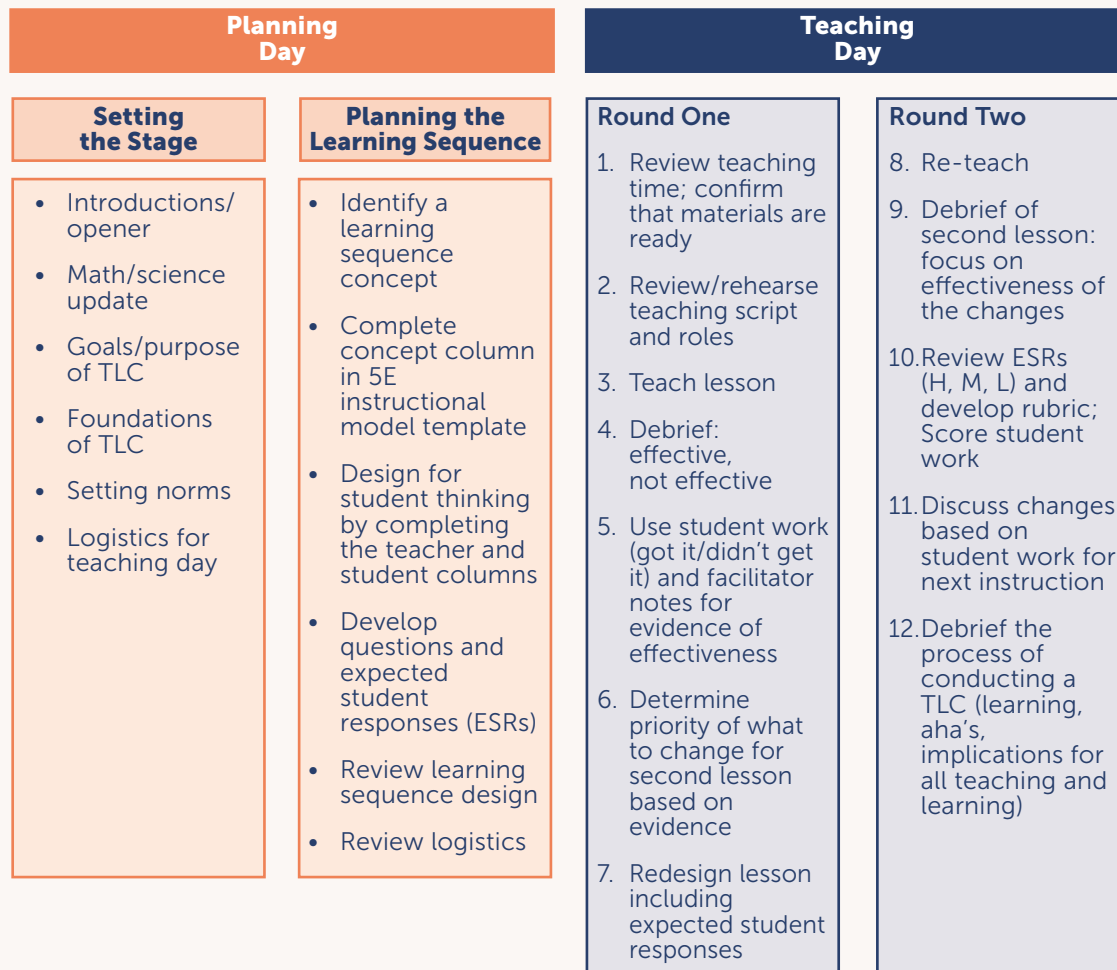 Planning
Day
Setting
the Stage
• Introductions/
opener
• Math/science
update
• Goals/purpose
of TLC
• Foundations
of TLC
• Setting norms
• Logistics for
teaching day
Planning the
Learning Sequence
• Identify a
learning
sequence
concept
• Complete
concept column
in 5E
instructional
model template
• Design for
student thinking
by completing
the teacher and
student columns
• Develop
questions and
expected
student
responses (ESRs)
• Review learning
sequence design
• Review logistics
Teaching
Day
Round One
1. Review teaching
time; confirm
that materials are
ready
2. Review/rehearse
teaching script
and roles
3. Teach lesson
4. Debrief:
effective,
not effective
5. Use student work
(got it/didn’t get
it) and facilitator
notes for
evidence of
effectiveness
6. Determine
priority of what
to change for
second lesson
based on
evidence
7. Redesign lesson
including
expected student
responses
Round Two
8. Re-teach
9. Debrief of
second lesson:
focus on
effectiveness of
the changes
10.Review ESRs
(H, M, L) and
develop rubric;
Score student
work
11.Discuss changes
based on
student work for
next instruction
12.Debrief the
process of
conducting a
TLC (learning,
aha’s,
implications for
all teaching and
learning)